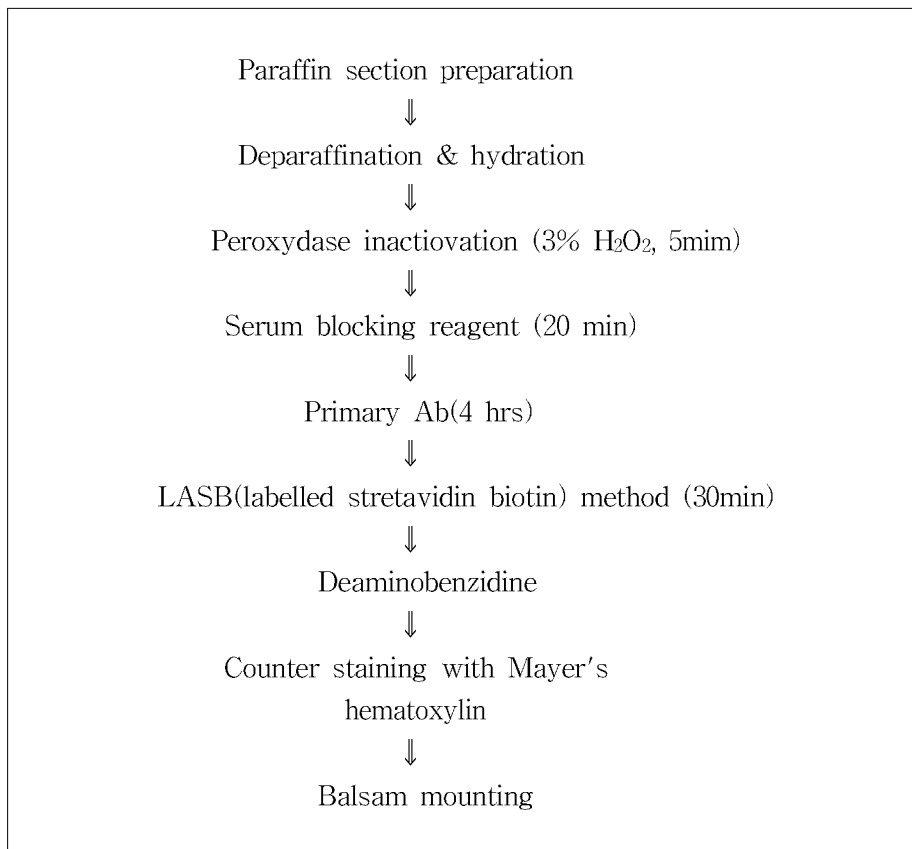 Paraffin section preparation
⇓
Deparaffination & hydration
⇓
Peroxydase inactiovation (3% H₂O₂, 5mim)
⇓
Serum blocking reagent (20 min)
⇓
Primary Ab(4 hrs)
⇓
LASB(labelled stretavidin biotin) method (30min)
⇓
Deaminobenzidine
⇓
Counter staining with Mayer's
hematoxylin
⇓
Balsam mounting